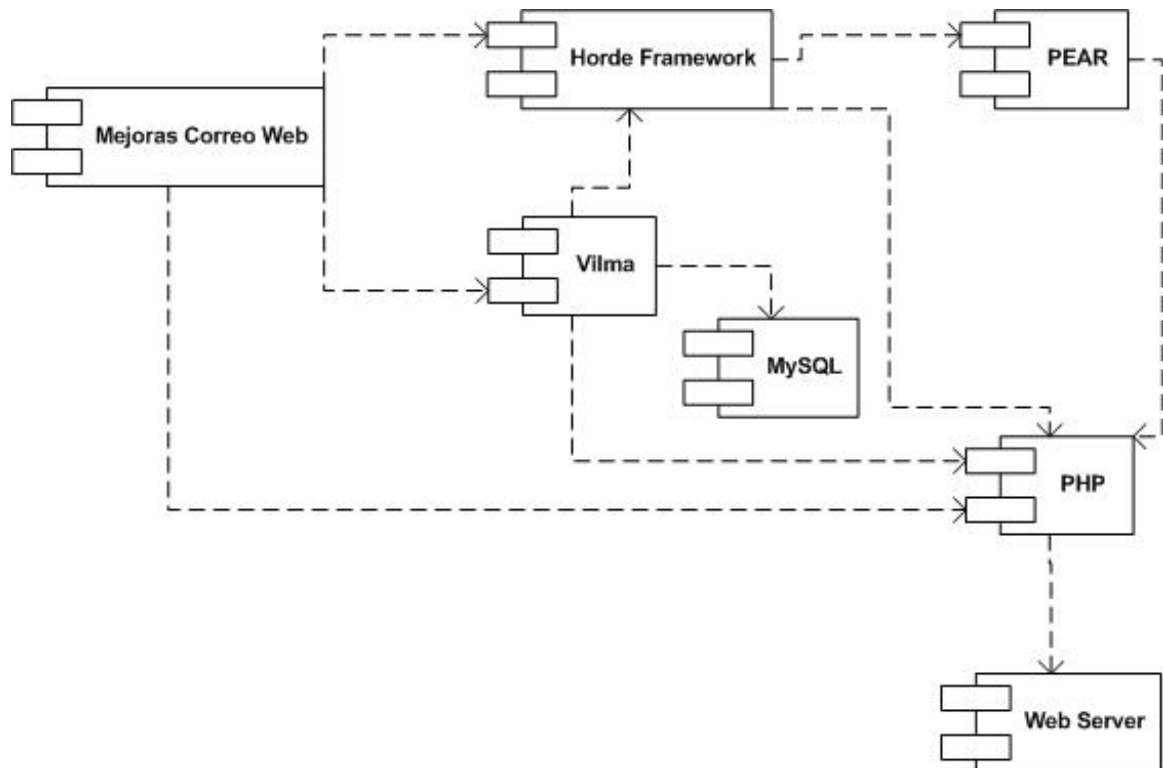 Horde Framework
PEAR
Mejoras Correo Web
Vilma
MySQL
PHP
Web Server